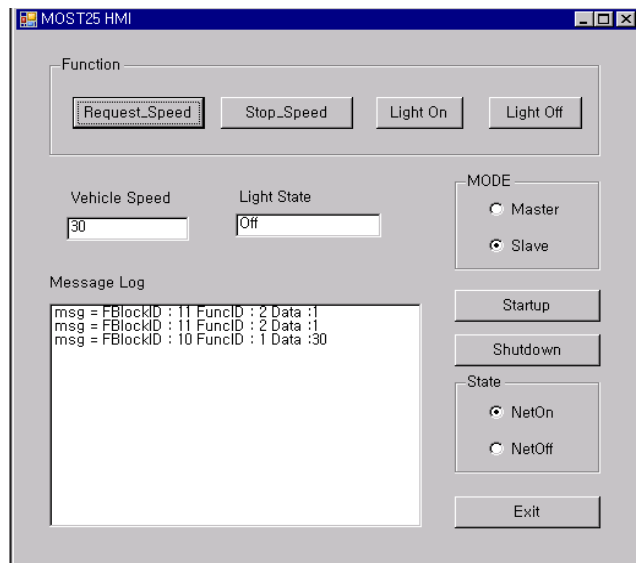 MOST25 HMI
Function
Request_Speed
Stop_Speed
Light On
Light Off
Vehicle Speed
30
Light State
Off
MODE
Master
Slave
Message Log
msg = FBlockID : 11 FuncID : 2 Data :1
msg = FBlockID : 11 FuncID : 2 Data :1
msg = FBlockID : 10 FuncID : 1 Data :30
Startup
Shutdown
State
NetOn
NetOff
Exit